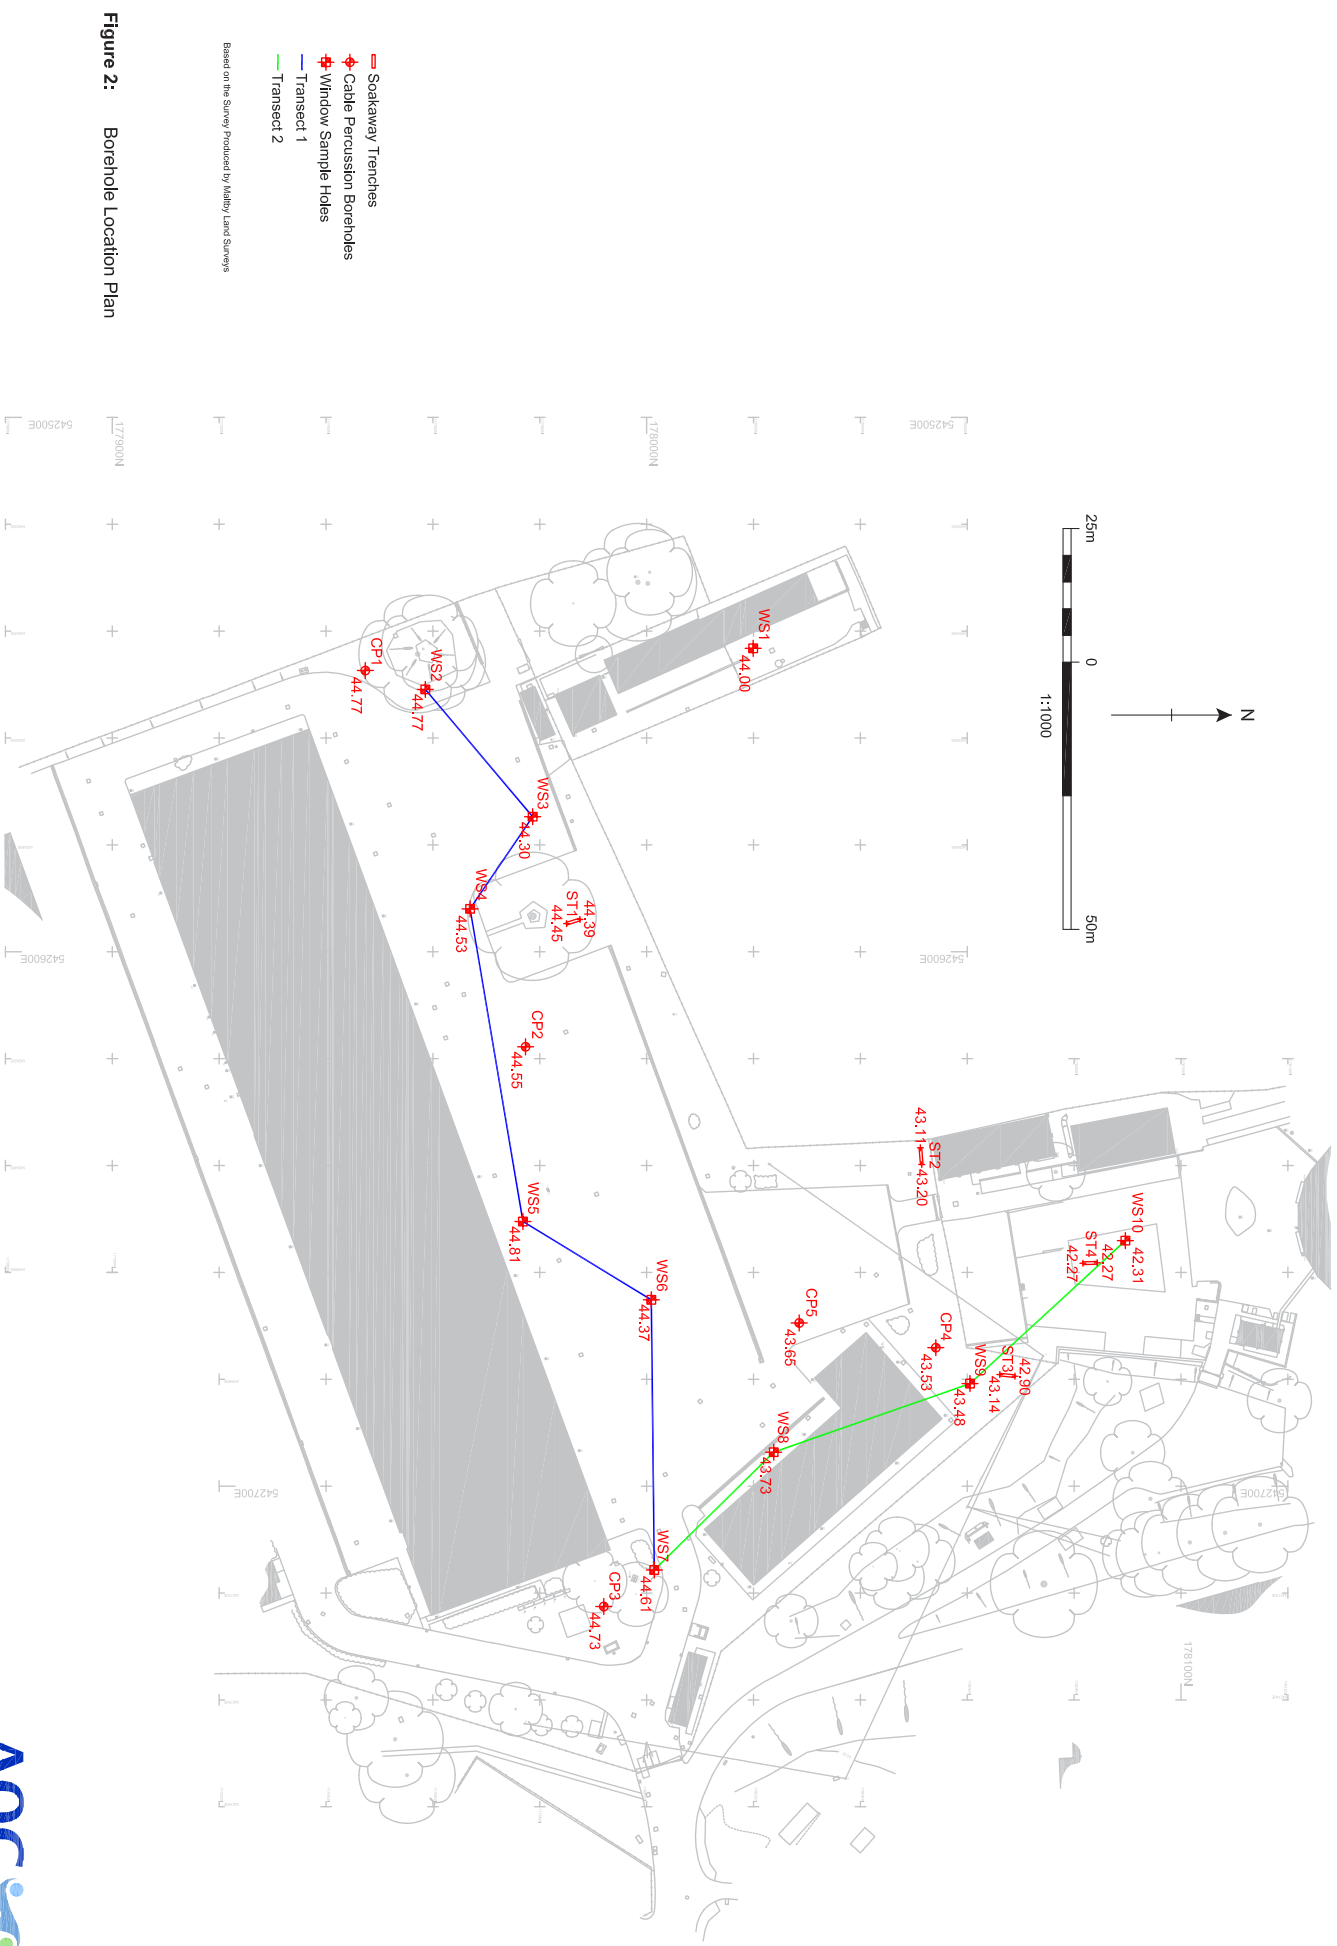 Figure 2: Borehole Location Plan
Soakaway Trenches
Cable Percussion Boreholes
Window Sample Holes
Transect 1
Transect 2
Based on the Survey Produced by Maltby Land Surveys
N
25m 0 50m
1:1000
542500E
177900N
178000N
542500E
WS1
44.00
CP1
44.77
WS2
44.77
WS3
44.30
WS4
44.53
ST1
44.39
44.45
542600E
542600E
CP2
44.55
ST2
43.11
43.20
WS5
44.81
WS10
42.31
ST4
42.27
42.27
WS6
44.37
CP5
43.65
CP4
43.53
ST3
42.90
43.14
WS9
43.48
WS8
43.73
542700E
542700E
WS7
44.61
CP3
44.73
178100N
AOC